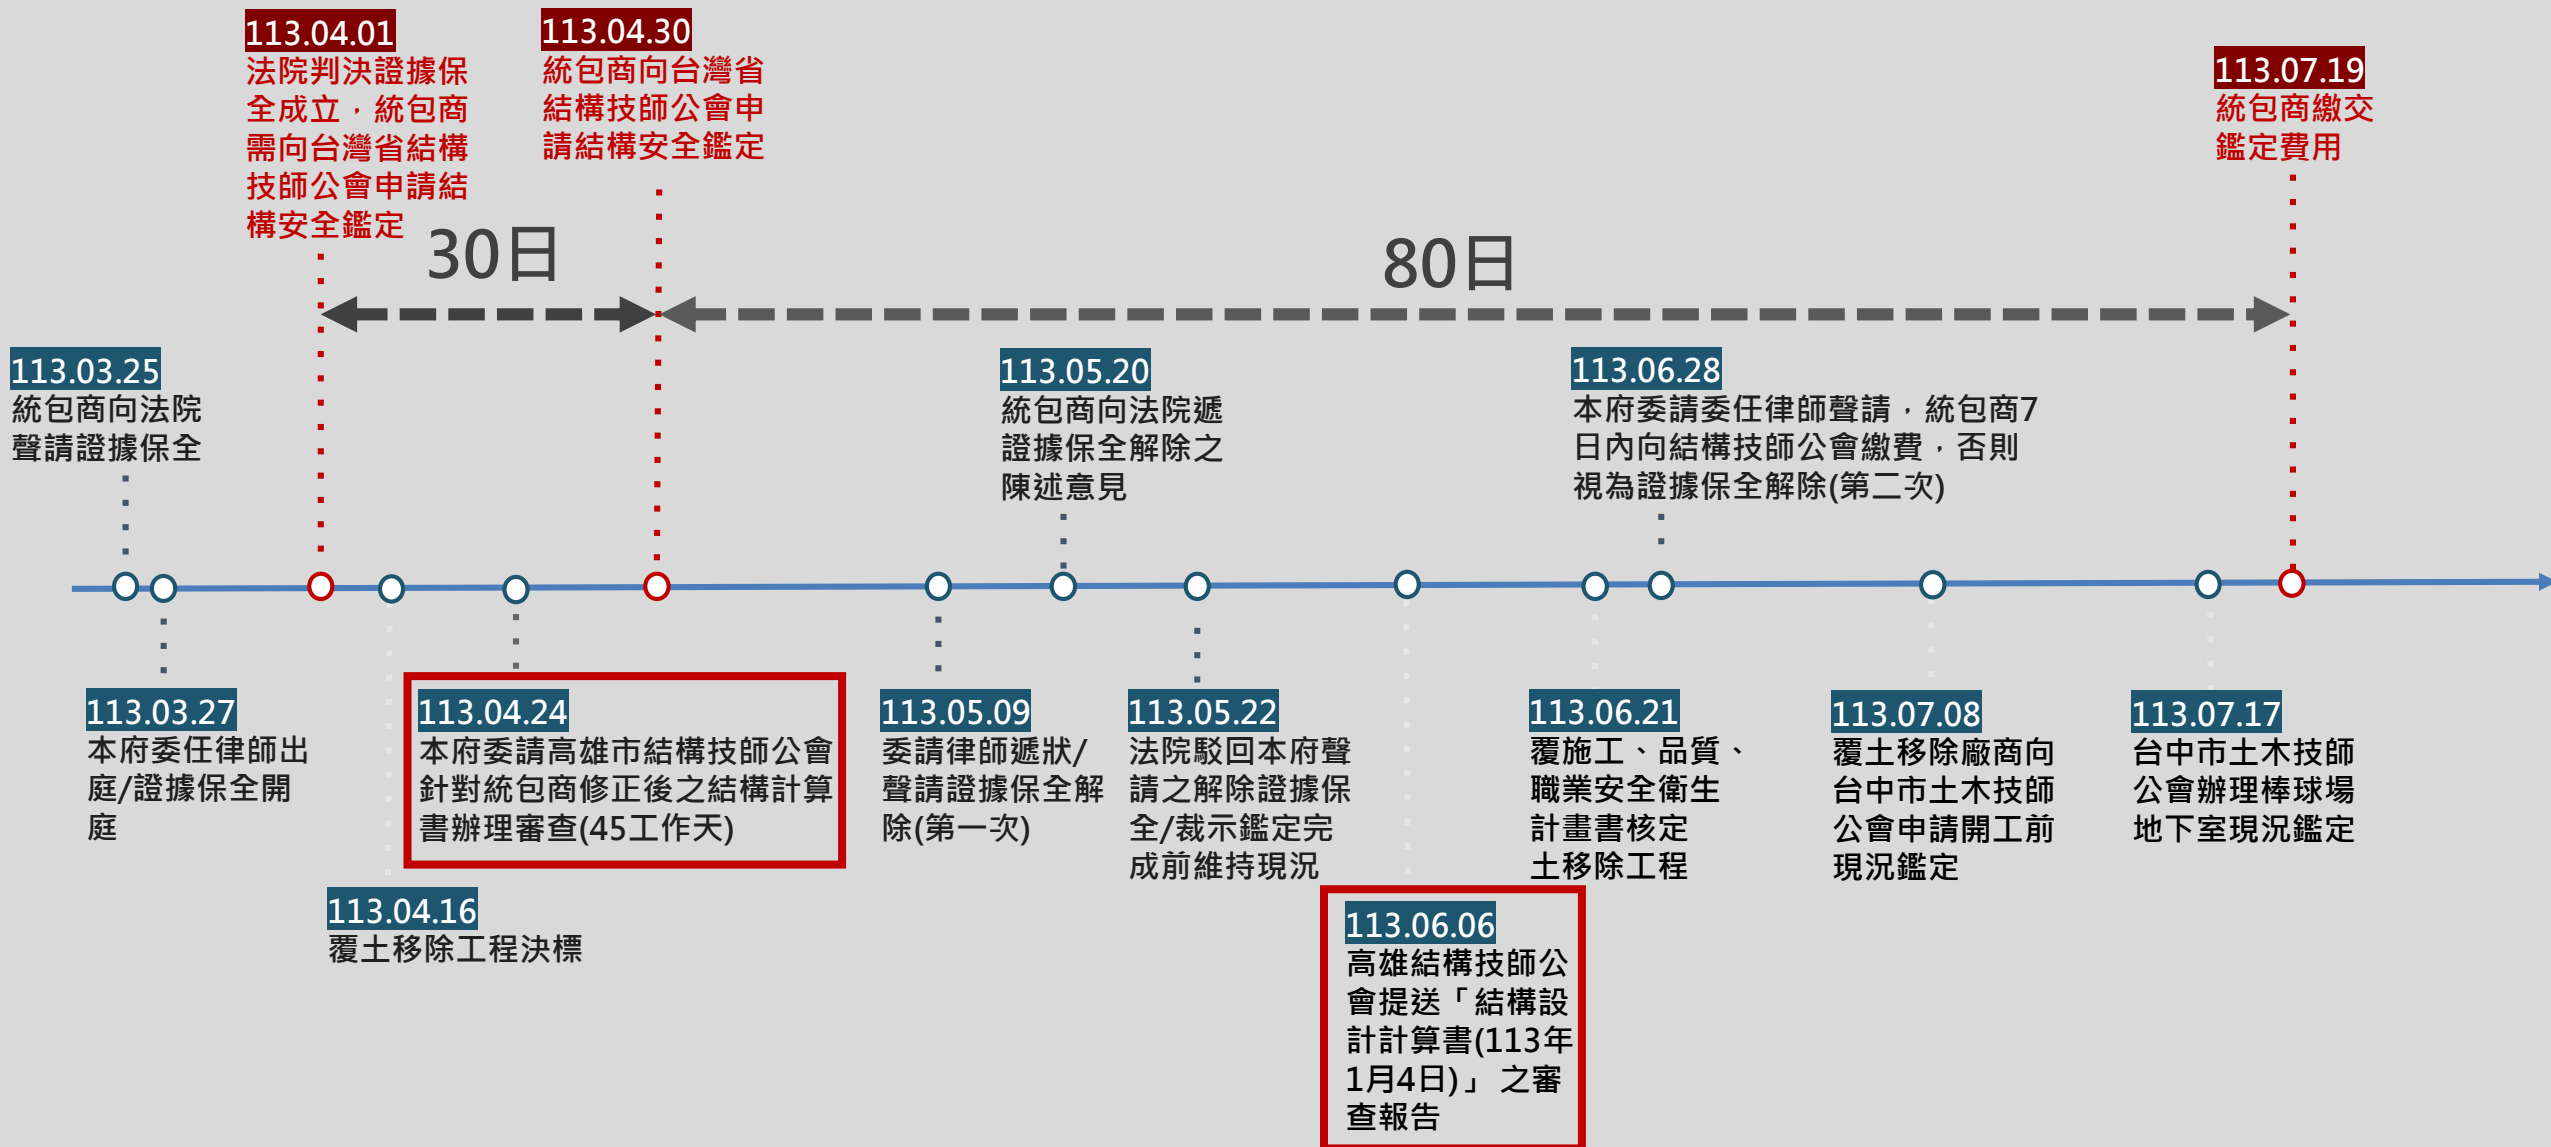 113.04.01
法院判決證據保
全成立，統包商
需向台灣省結構
技師公會申請結
構安全鑑定
113.04.30
統包商向台灣省
結構技師公會申
請結構安全鑑定
113.07.19
統包商繳交
鑑定費用
30日
80日
113.03.25
統包商向法院
聲請證據保全
113.05.20
統包商向法院遞
證據保全解除之
陳述意見
113.06.28
本府委請委任律師聲請，統包商7
日內向結構技師公會繳費，否則
視為證據保全解除(第二次)
113.03.27
本府委任律師出
庭/證據保全開
庭
113.04.16
覆土移除工程決標
113.04.24
本府委請高雄市結構技師公會
針對統包商修正後之結構計算
書辦理審查(45工作天)
113.05.09
委請律師遞狀/
聲請證據保全解
除(第一次)
113.05.22
法院駁回本府聲
請之解除證據保
全/裁示鑑定完
成前維持現況
113.06.06
高雄結構技師公
會提送「結構設
計計算書(113年
1月4日)」之審
查報告
113.06.21
覆施工、品質、
職業安全衛生
計畫書核定
土移除工程
113.07.08
覆土移除廠商向
台中市土木技師
公會申請開工前
現況鑑定
113.07.17
台中市土木技師
公會辦理棒球場
地下室現況鑑定